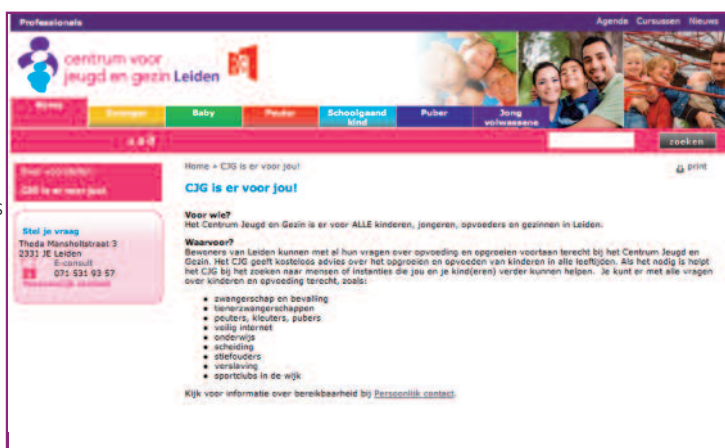 Professionals
Agenda Cursussen Nieuws
centrum voor
jeugd en gezin Leiden
Zwanger
Baby
Peuter
Schoolgaand
kind
Puber
Jong
volwassene
zoeken
Home » CJG is er voor jou!
print
CJG is er voor jou!
CJG is er voor jou!
Voor wie?
Het Centrum Jeugd en Gezin is er voor ALLE kinderen, jongeren, opvoeders en gezinnen in Leiden.
Stel je vraag
Theda Mansholtstraat 3
2331 JE Leiden
E-consult
071 531 93 57
Persoonlijk contact
Waarvoor?
Bewoners van Leiden kunnen met al hun vragen over opvoeding en opgroeien voortaan terecht bij het Centrum Jeugd en
Gezin. Het CJG geeft kosteloos advies over het opgroeien en opvoeden van kinderen in alle leeftijden. Als het nodig is helpt
het CJG bij het zoeken naar mensen of instanties die jou en je kind(eren) verder kunnen helpen. Je kunt er met alle vragen
over kinderen en opvoeding terecht, zoals:
zwangerschap en bevalling
tienerzwangerschappen
peuters, kleuters, pubers
veilig internet
onderwijs
scheiding
stiefouders
verslaving
sportclubs in de wijk
Kijk voor informatie over bereikbaarheid bij Persoonlijk contact.